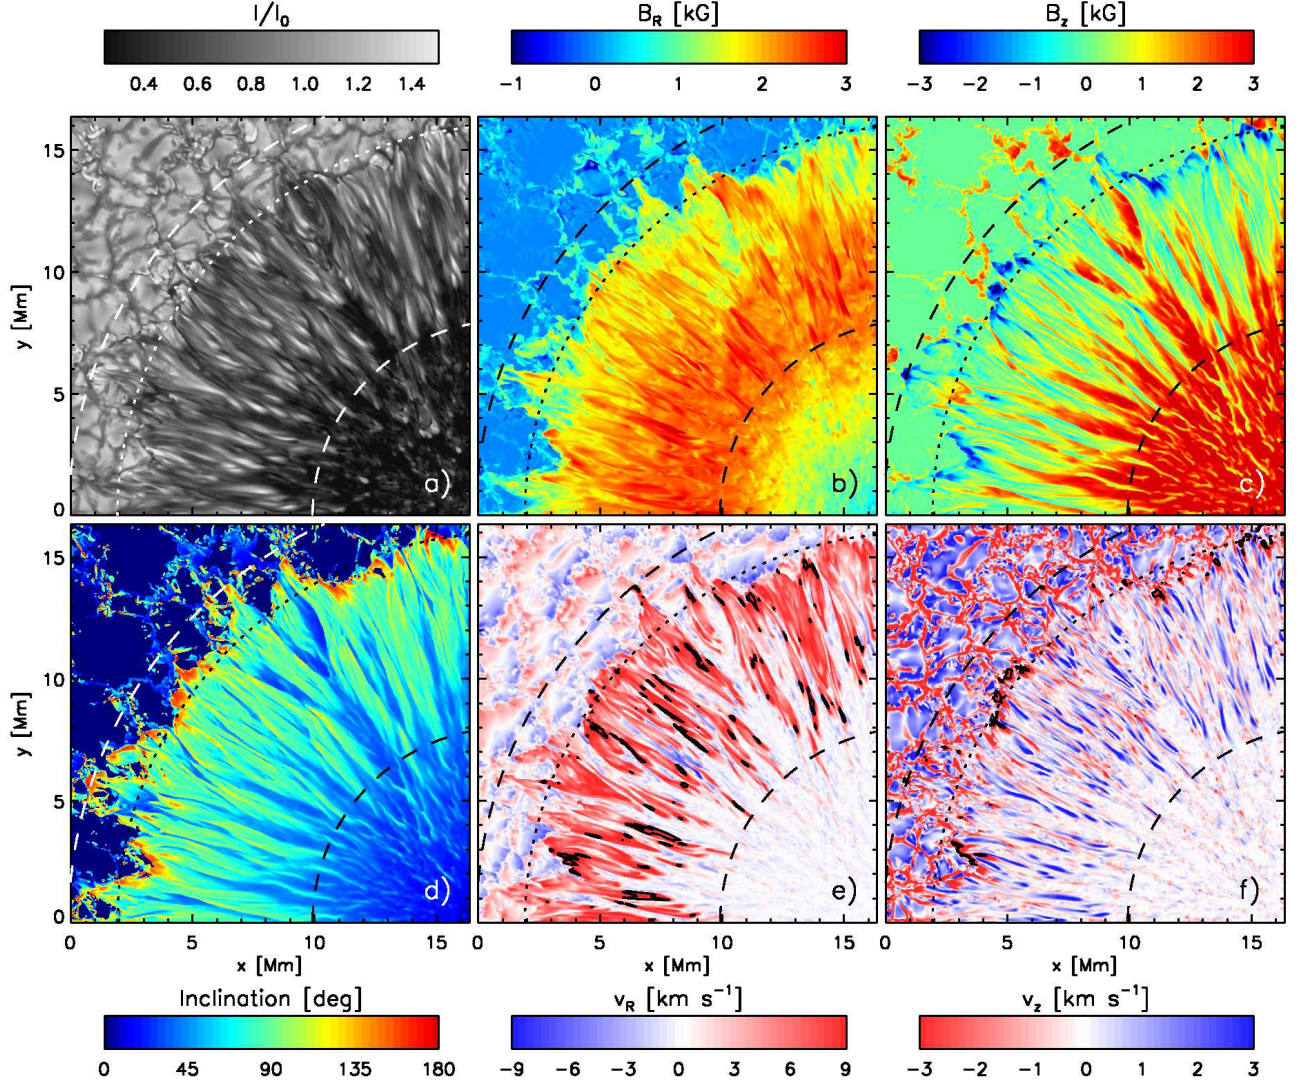 I/I0
B_R [kG]
B_z [kG]
0.4 0.6 0.8 1.0 1.2 1.4
−1 0 1 2 3
−3 −2 −1 0 1 2 3
15
10
y [Mm]
5
0
a)
b)
c)
15
10
y [Mm]
5
0
d)
e)
f)
0 5 10 15
0 5 10 15
0 5 10 15
x [Mm]
x [Mm]
x [Mm]
Inclination [deg]
v_R [km s⁻¹]
v_z [km s⁻¹]
0 45 90 135 180
−9 −6 −3 0 3 6 9
−3 −2 −1 0 1 2 3